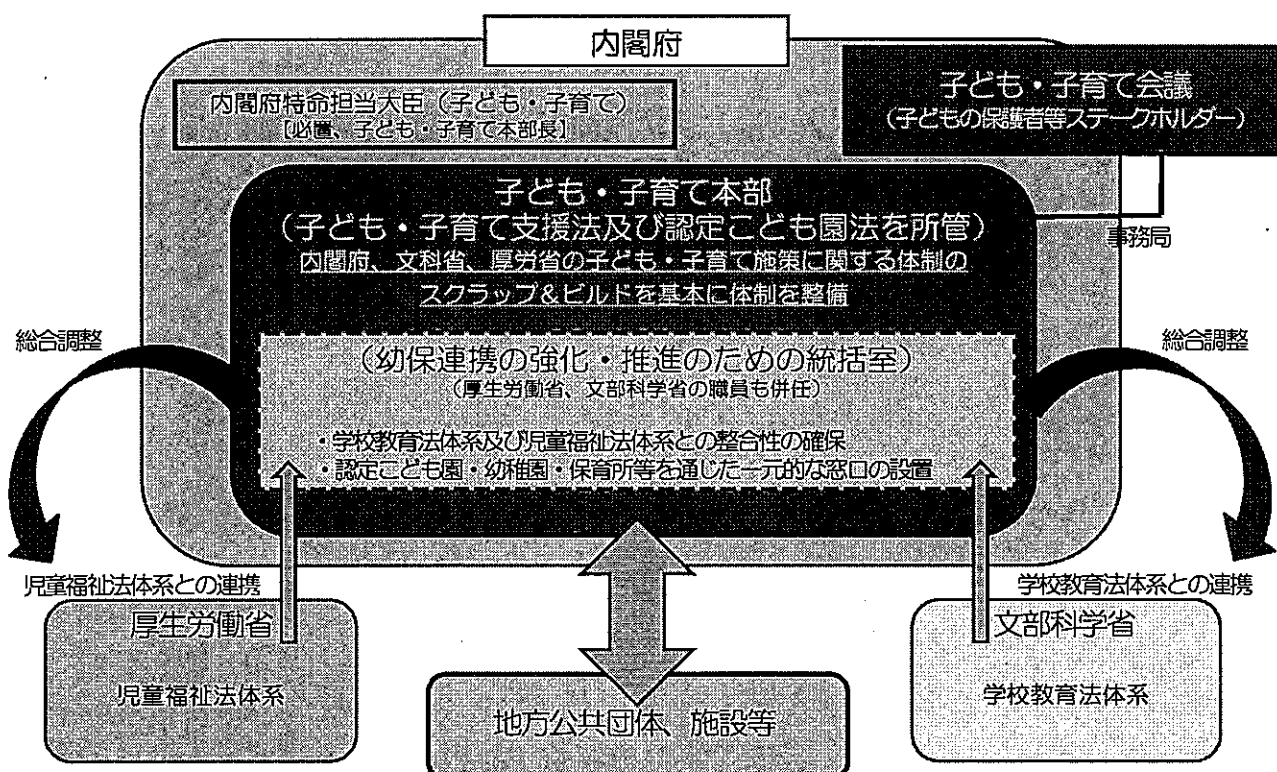 内閣府
内閣府特命担当大臣（子ども・子育て）
［必置、子ども・子育て本部長］
子ども・子育て会議
（子どもの保護者等ステークホルダー）
子ども・子育て本部
（子ども・子育て支援法及び認定こども園法を所管）
内閣府、文科省、厚労省の子ども・子育て施策に関する体制の
スクラップ&ビルドを基本に体制を整備
事務局
総合調整
総合調整
（幼保連携の強化・推進のための統括室）
（厚生労働省、文部科学省の職員も併任）
・学校教育法体系及び児童福祉法体系との整合性の確保
・認定こども園・幼稚園・保育所等を通じた一元的な窓口の設置
児童福祉法体系との連携
学校教育法体系との連携
厚生労働省
児童福祉法体系
地方公共団体、施設等
文部科学省
学校教育法体系